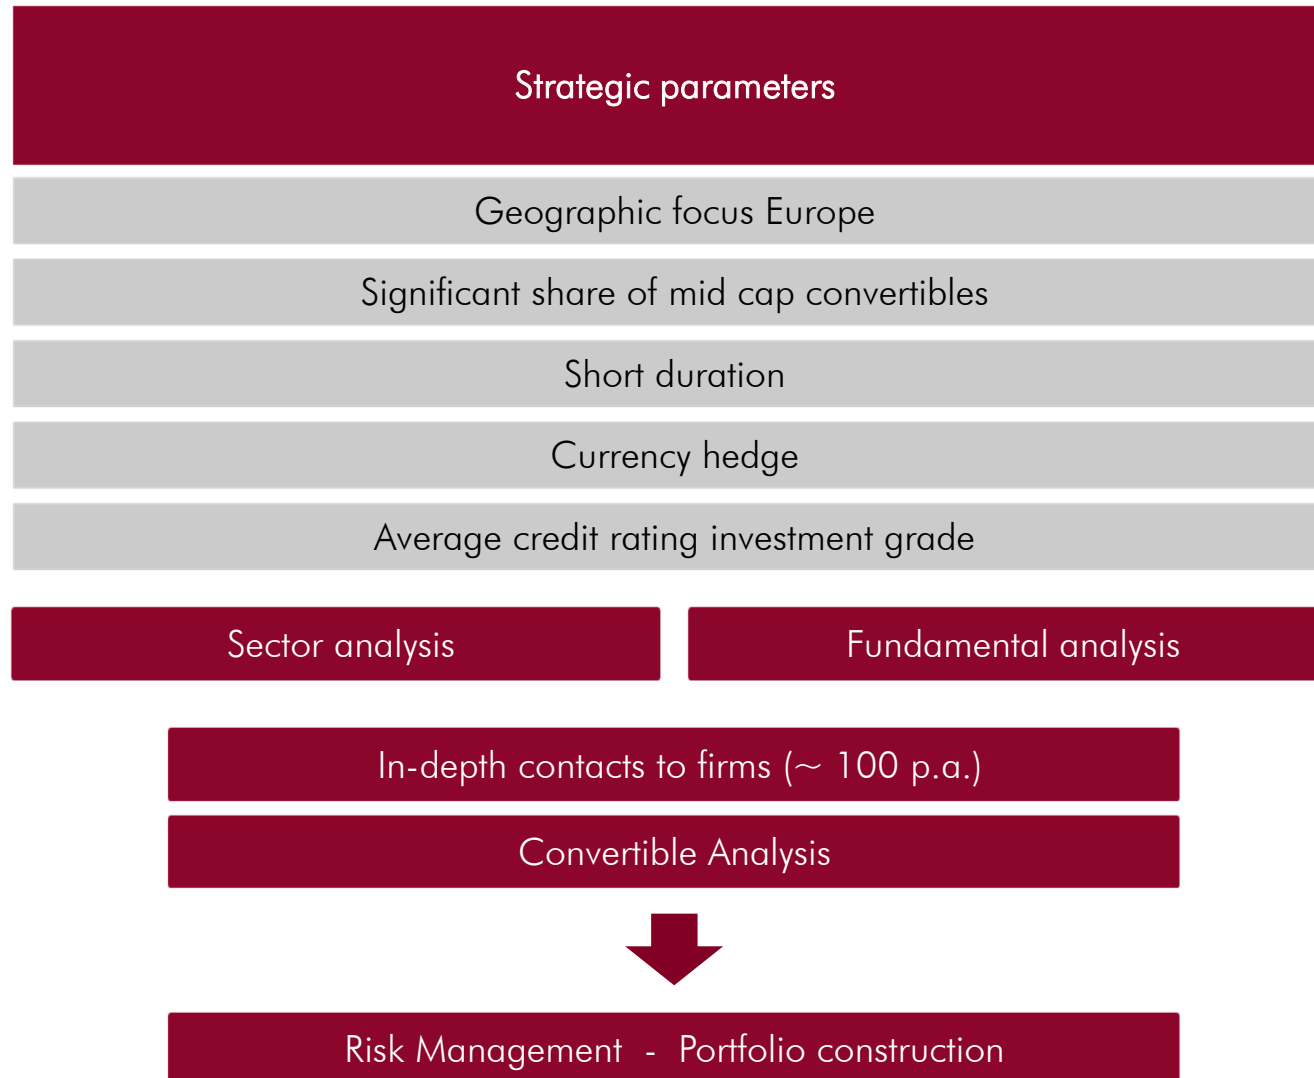 Strategic parameters
Geographic focus Europe
Significant share of mid cap convertibles
Short duration
Currency hedge
Average credit rating investment grade
Sector analysis
Fundamental analysis
In-depth contacts to firms (~ 100 p.a.)
Convertible Analysis
Risk Management - Portfolio construction